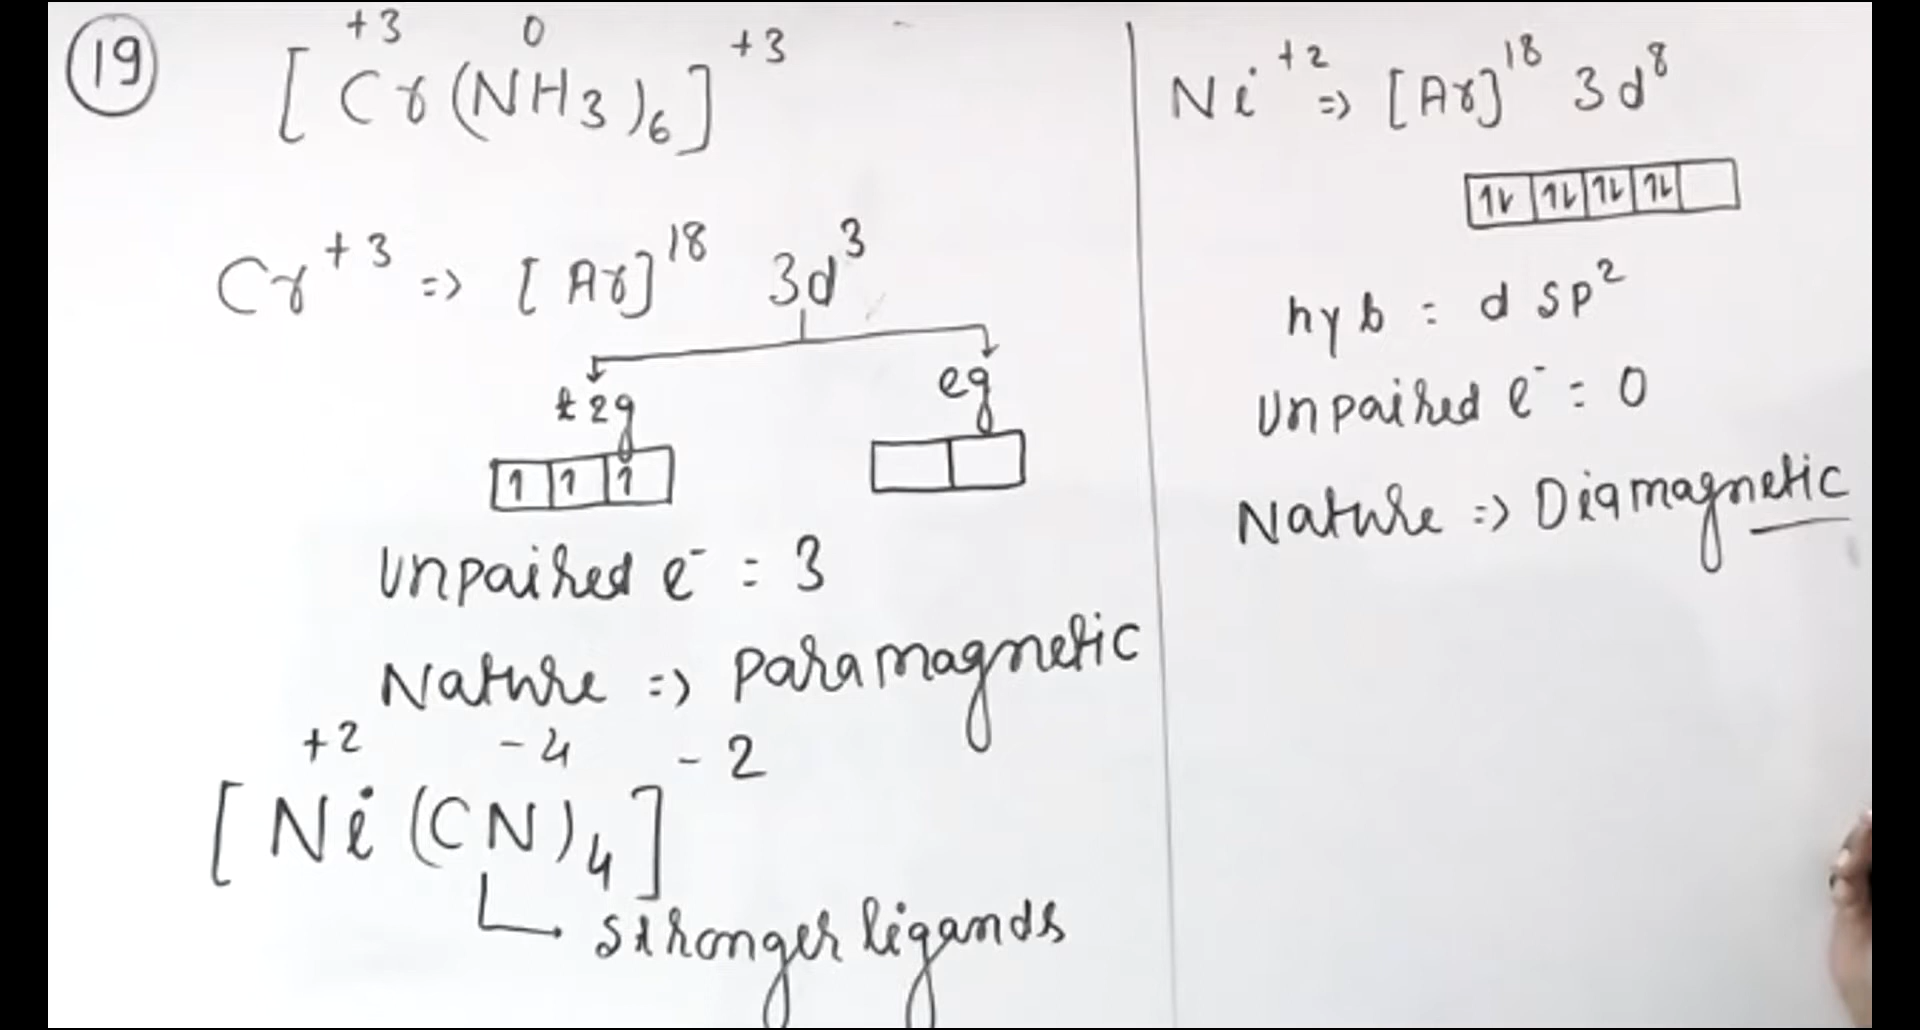 19
+3 0
[Cr(NH3)6]+3
Cr+3 => [Ar]18 3d3
t2g eg
1 1 1
Unpaired e- = 3
Nature => paramagnetic
+2 -4 -2
[Ni(CN)4]
stronger ligands
Ni+2 => [Ar]18 3d8
1l 1l 1l 1l
hyb = dsp2
Unpaired e- = 0
Nature => Diamagnetic